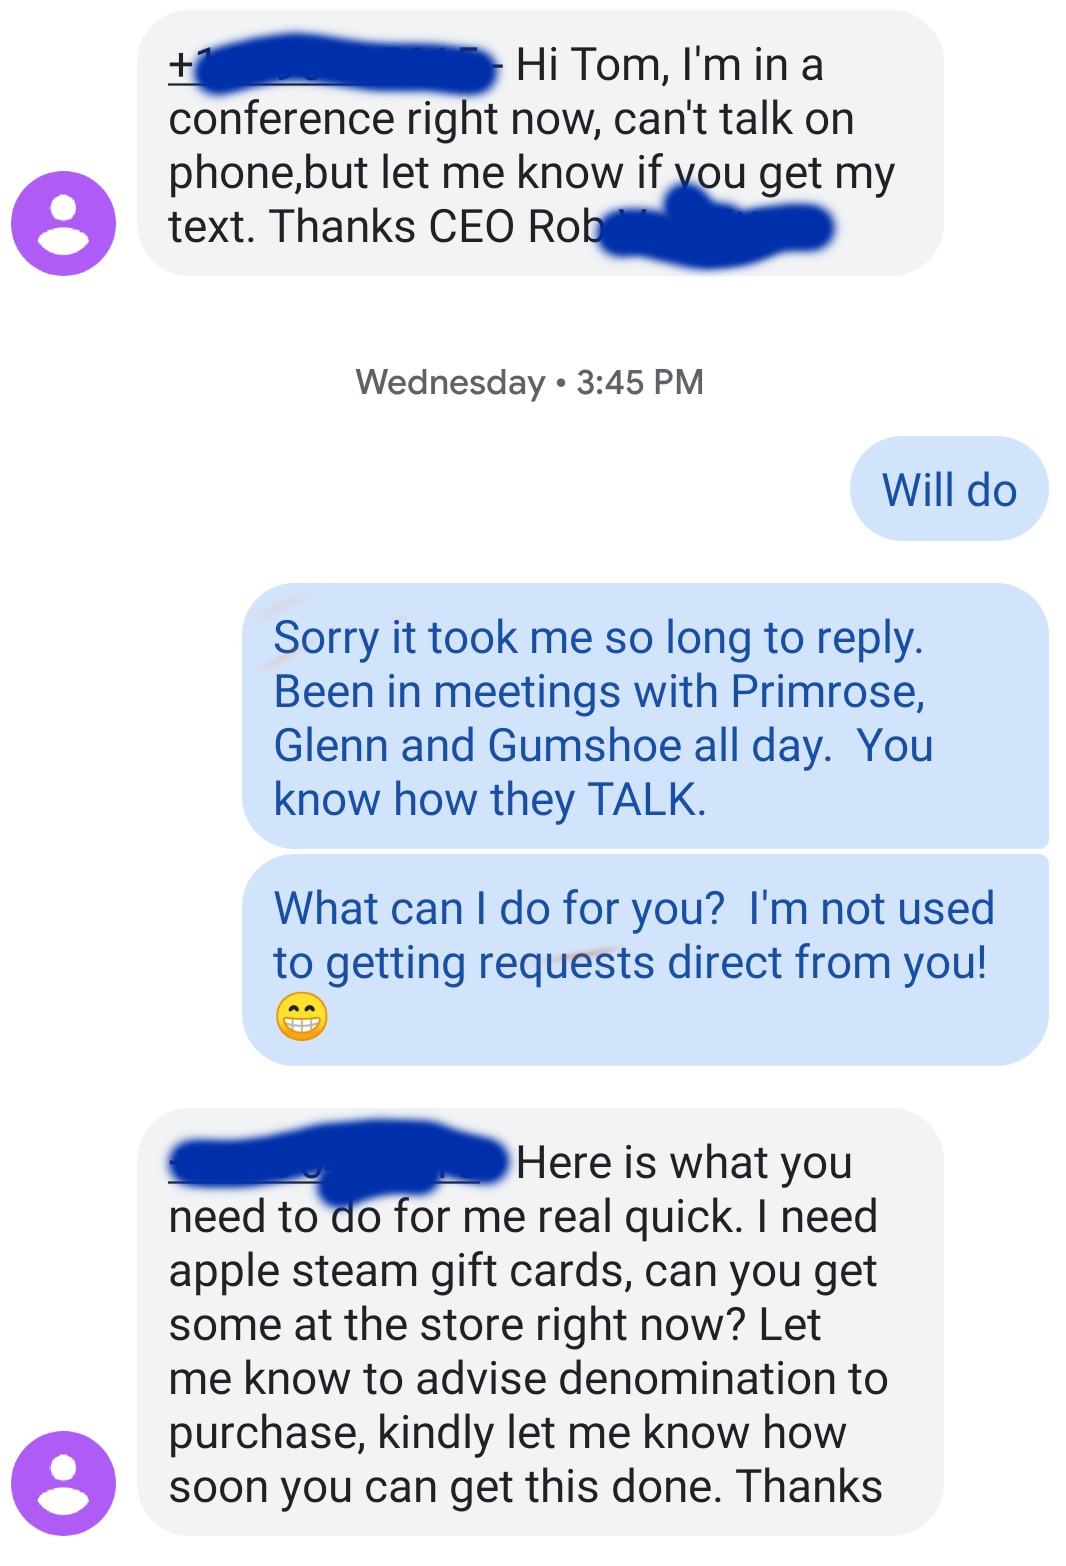 + - Hi Tom, I'm in a
conference right now, can't talk on
phone,but let me know if you get my
text. Thanks CEO Rob
Wednesday • 3:45 PM
Will do
Sorry it took me so long to reply.
Been in meetings with Primrose,
Glenn and Gumshoe all day.  You
know how they TALK.
What can I do for you?  I'm not used
to getting requests direct from you!
😁
Here is what you
need to do for me real quick. I need
apple steam gift cards, can you get
some at the store right now? Let
me know to advise denomination to
purchase, kindly let me know how
soon you can get this done. Thanks